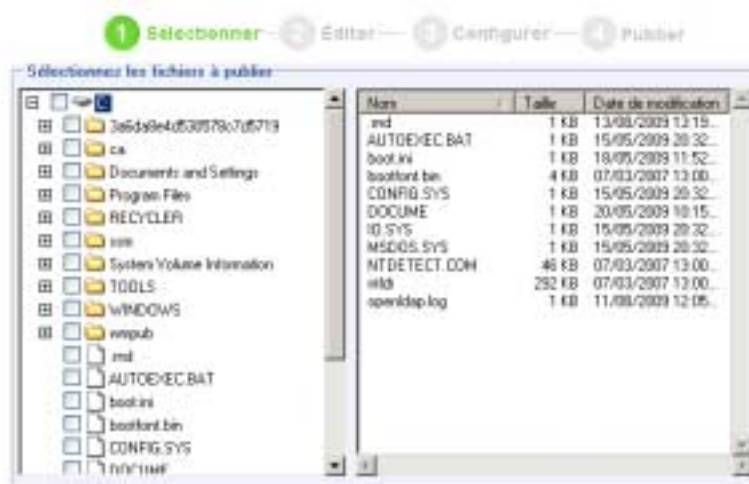 1 Sélectionner 2 Editer 3 Configurer 4 Publier
Sélectionnez les fichiers à publier
C
3a6da9e4d530578c7d5719
ca
Documents and Settings
Program Files
RECYCLER
System Volume Information
TOOLS
WINDOWS
wmpub
.rnd
AUTOEXEC.BAT
boot.ini
bootfont.bin
CONFIG.SYS
DOCUME
Nom Taille Date de modification
.rnd 1 KB 13/08/2009 13:19...
AUTOEXEC.BAT 1 KB 15/05/2009 20:32...
boot.ini 1 KB 18/05/2009 11:52...
bootfont.bin 4 KB 07/03/2007 13:00...
CONFIG.SYS 1 KB 15/05/2009 20:32...
DOCUME 1 KB 20/05/2009 10:15...
IO.SYS 1 KB 15/05/2009 20:32...
MSDOS.SYS 1 KB 15/05/2009 20:32...
NTDETECT.COM 46 KB 07/03/2007 13:00...
ntldr 292 KB 07/03/2007 13:00...
openldap.log 1 KB 11/08/2009 12:05...